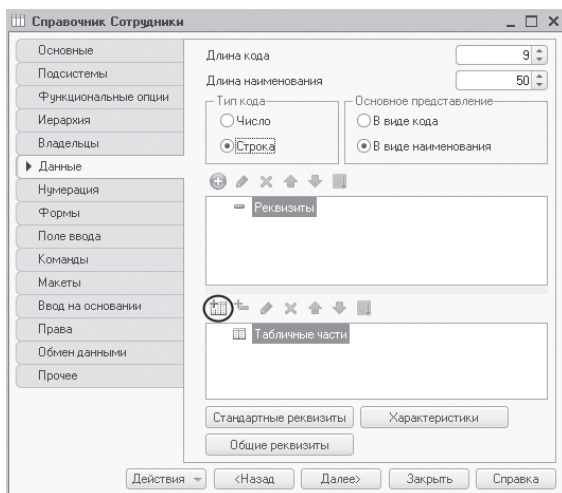 Справочник Сотрудники
Основные
Подсистемы
Функциональные опции
Иерархия
Владельцы
Данные
Нумерация
Формы
Поле ввода
Команды
Макеты
Ввод на основании
Права
Обмен данными
Прочее
Длина кода 9
Длина наименования 50
Тип кода
Число
Строка
Основное представление
В виде кода
В виде наименования
Реквизиты
Табличные части
Стандартные реквизиты Характеристики
Общие реквизиты
Действия <Назад Далее> Закрыть Справка